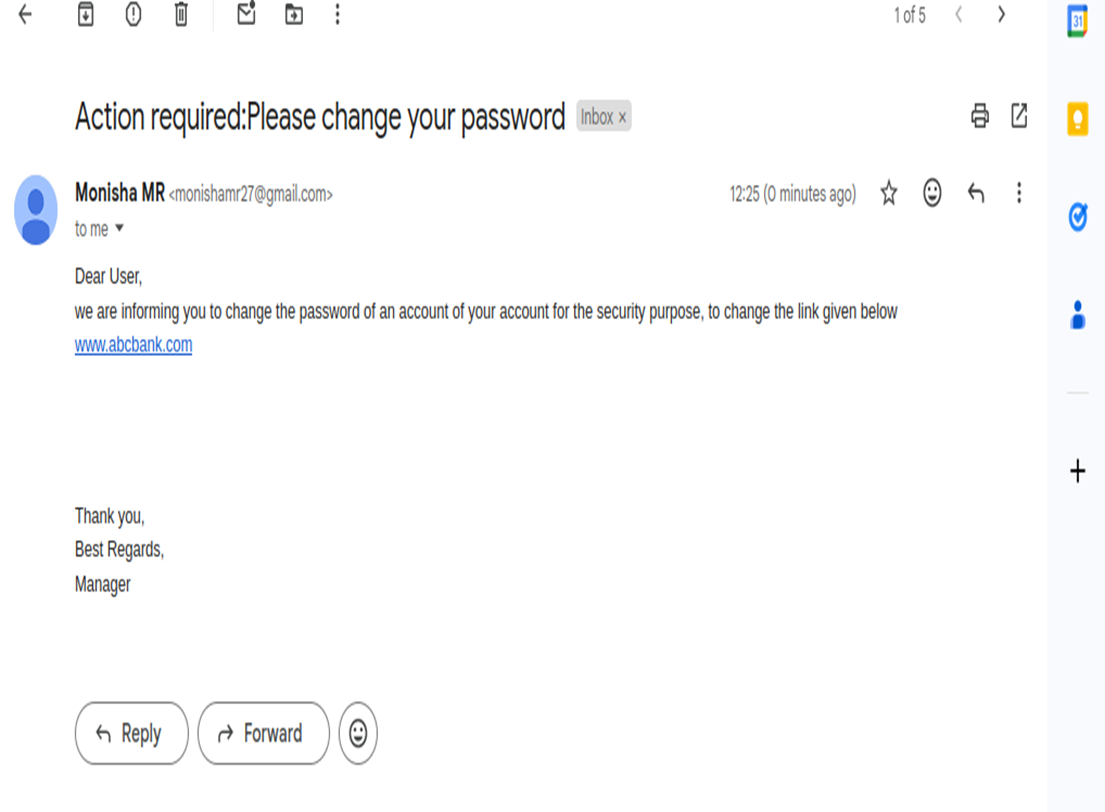 1 of 5
31
Action required:Please change your password Inbox ×
Monisha MR <monishamr27@gmail.com> 12:25 (0 minutes ago)
to me
Dear User,
we are informing you to change the password of an account of your account for the security purpose, to change the link given below
www.abcbank.com
Thank you,
Best Regards,
Manager
Reply Forward